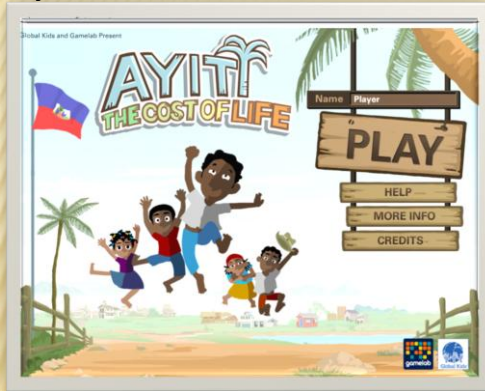 Global Kids and Gamelab Present
AYITI
THE COST OF LIFE
Name Player
PLAY
HELP
MORE INFO
CREDITS
gamelab
Global Kids